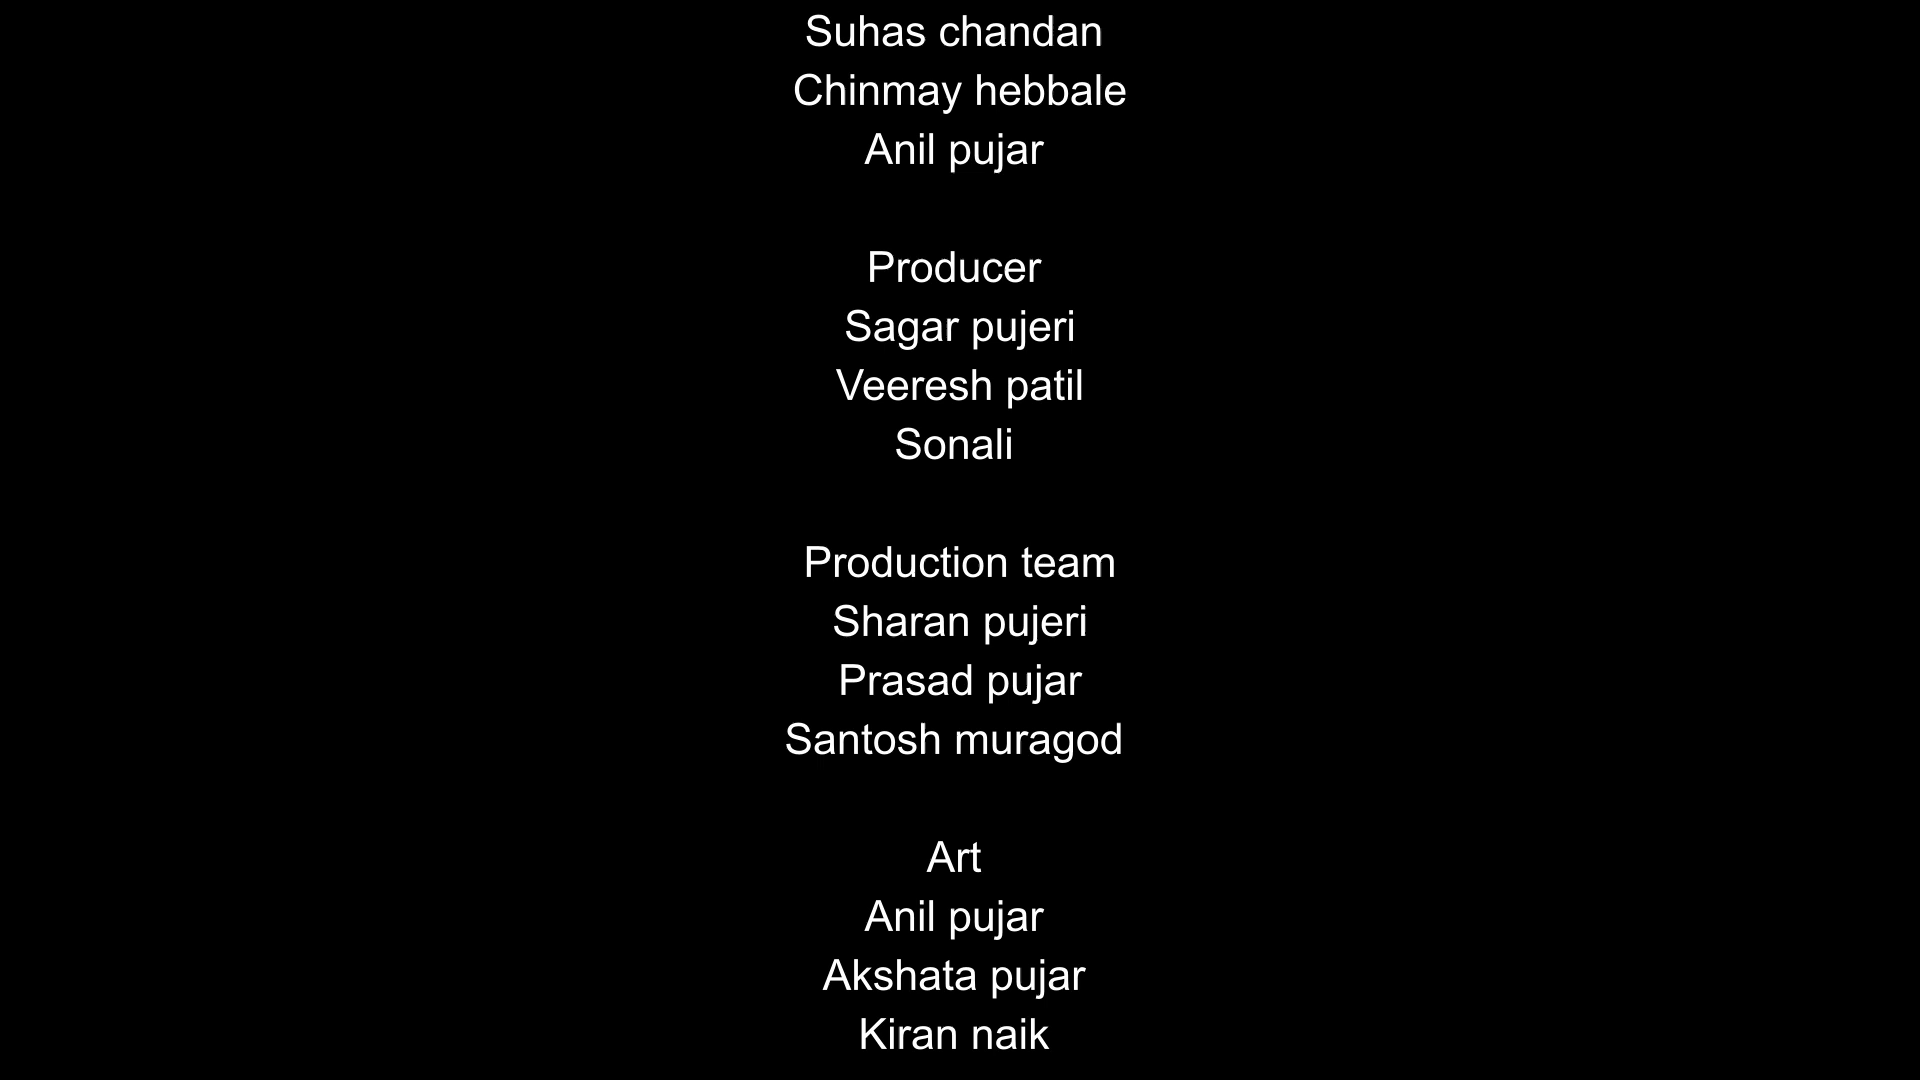 Suhas chandan
Chinmay hebbale
Anil pujar
Producer
Sagar pujeri
Veeresh patil
Sonali
Production team
Sharan pujeri
Prasad pujar
Santosh muragod
Art
Anil pujar
Akshata pujar
Kiran naik